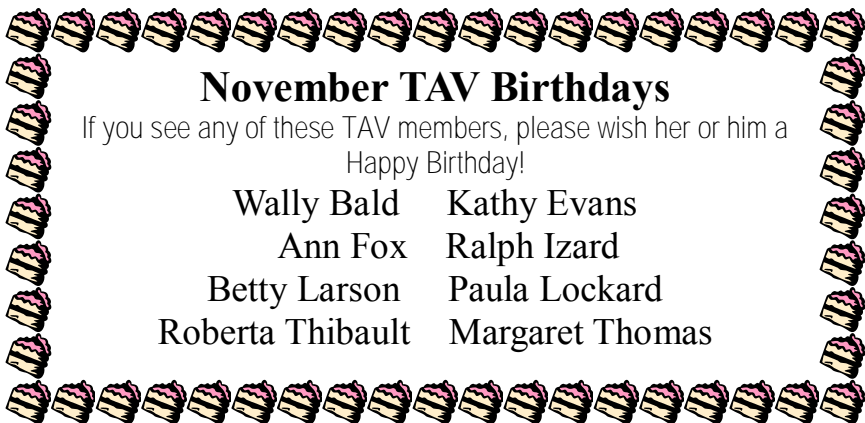 November TAV Birthdays
If you see any of these TAV members, please wish her or him a
Happy Birthday!
Wally Bald Kathy Evans
Ann Fox Ralph Izard
Betty Larson Paula Lockard
Roberta Thibault Margaret Thomas